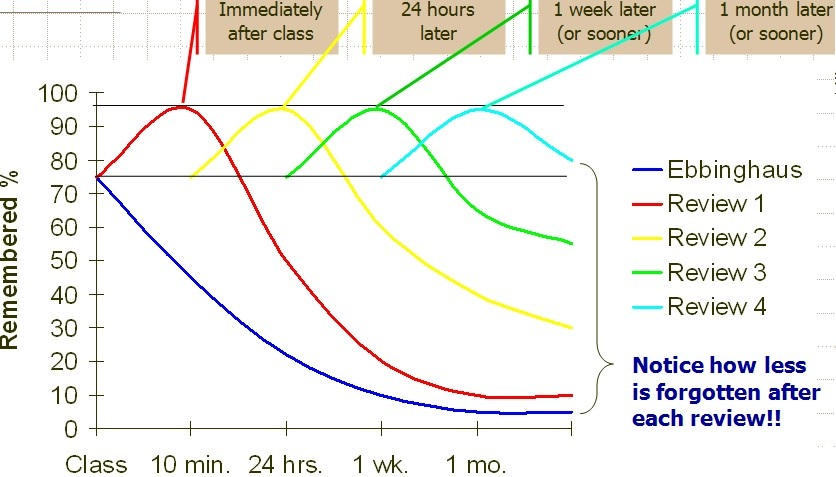 Immediately
after class
24 hours
later
1 week later
(or sooner)
1 month later
(or sooner)
Remembered %
100
90
80
70
60
50
40
30
20
10
0
Class 10 min. 24 hrs. 1 wk. 1 mo.
Ebbinghaus
Review 1
Review 2
Review 3
Review 4
Notice how less
is forgotten after
each review!!